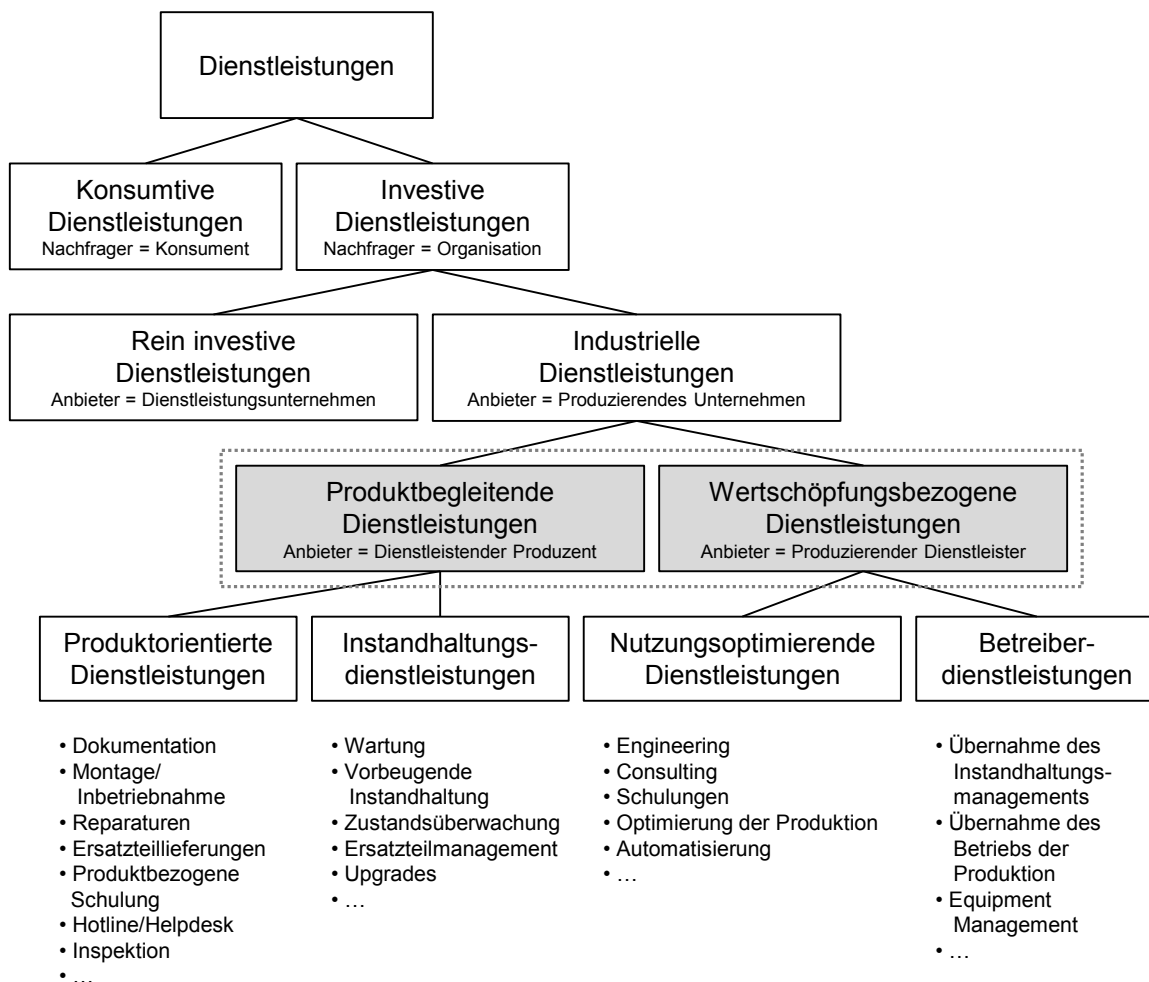 Dienstleistungen
Konsumtive
Dienstleistungen
Nachfrager = Konsument
Investive
Dienstleistungen
Nachfrager = Organisation
Rein investive
Dienstleistungen
Anbieter = Dienstleistungsunternehmen
Industrielle
Dienstleistungen
Anbieter = Produzierendes Unternehmen
Produktbegleitende
Dienstleistungen
Anbieter = Dienstleistender Produzent
Wertschöpfungsbezogene
Dienstleistungen
Anbieter = Produzierender Dienstleister
Produktorientierte
Dienstleistungen
Instandhaltungs-
dienstleistungen
Nutzungsoptimierende
Dienstleistungen
Betreiber-
dienstleistungen
• Dokumentation
• Montage/
Inbetriebnahme
• Reparaturen
• Ersatzteillieferungen
• Produktbezogene
Schulung
• Hotline/Helpdesk
• Inspektion
• …
• Wartung
• Vorbeugende
Instandhaltung
• Zustandsüberwachung
• Ersatzteilmanagement
• Upgrades
• …
• Engineering
• Consulting
• Schulungen
• Optimierung der Produktion
• Automatisierung
• …
• Übernahme des
Instandhaltungs-
managements
• Übernahme des
Betriebs der
Produktion
• Equipment
Management
• …